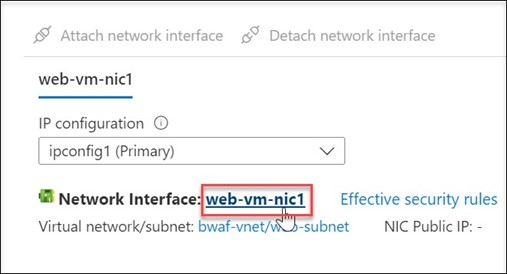 Attach network interface Detach network interface
web-vm-nic1
IP configuration
ipconfig1 (Primary)
Network Interface: web-vm-nic1 Effective security rules
Virtual network/subnet: bwaf-vnet/web-subnet NIC Public IP: -